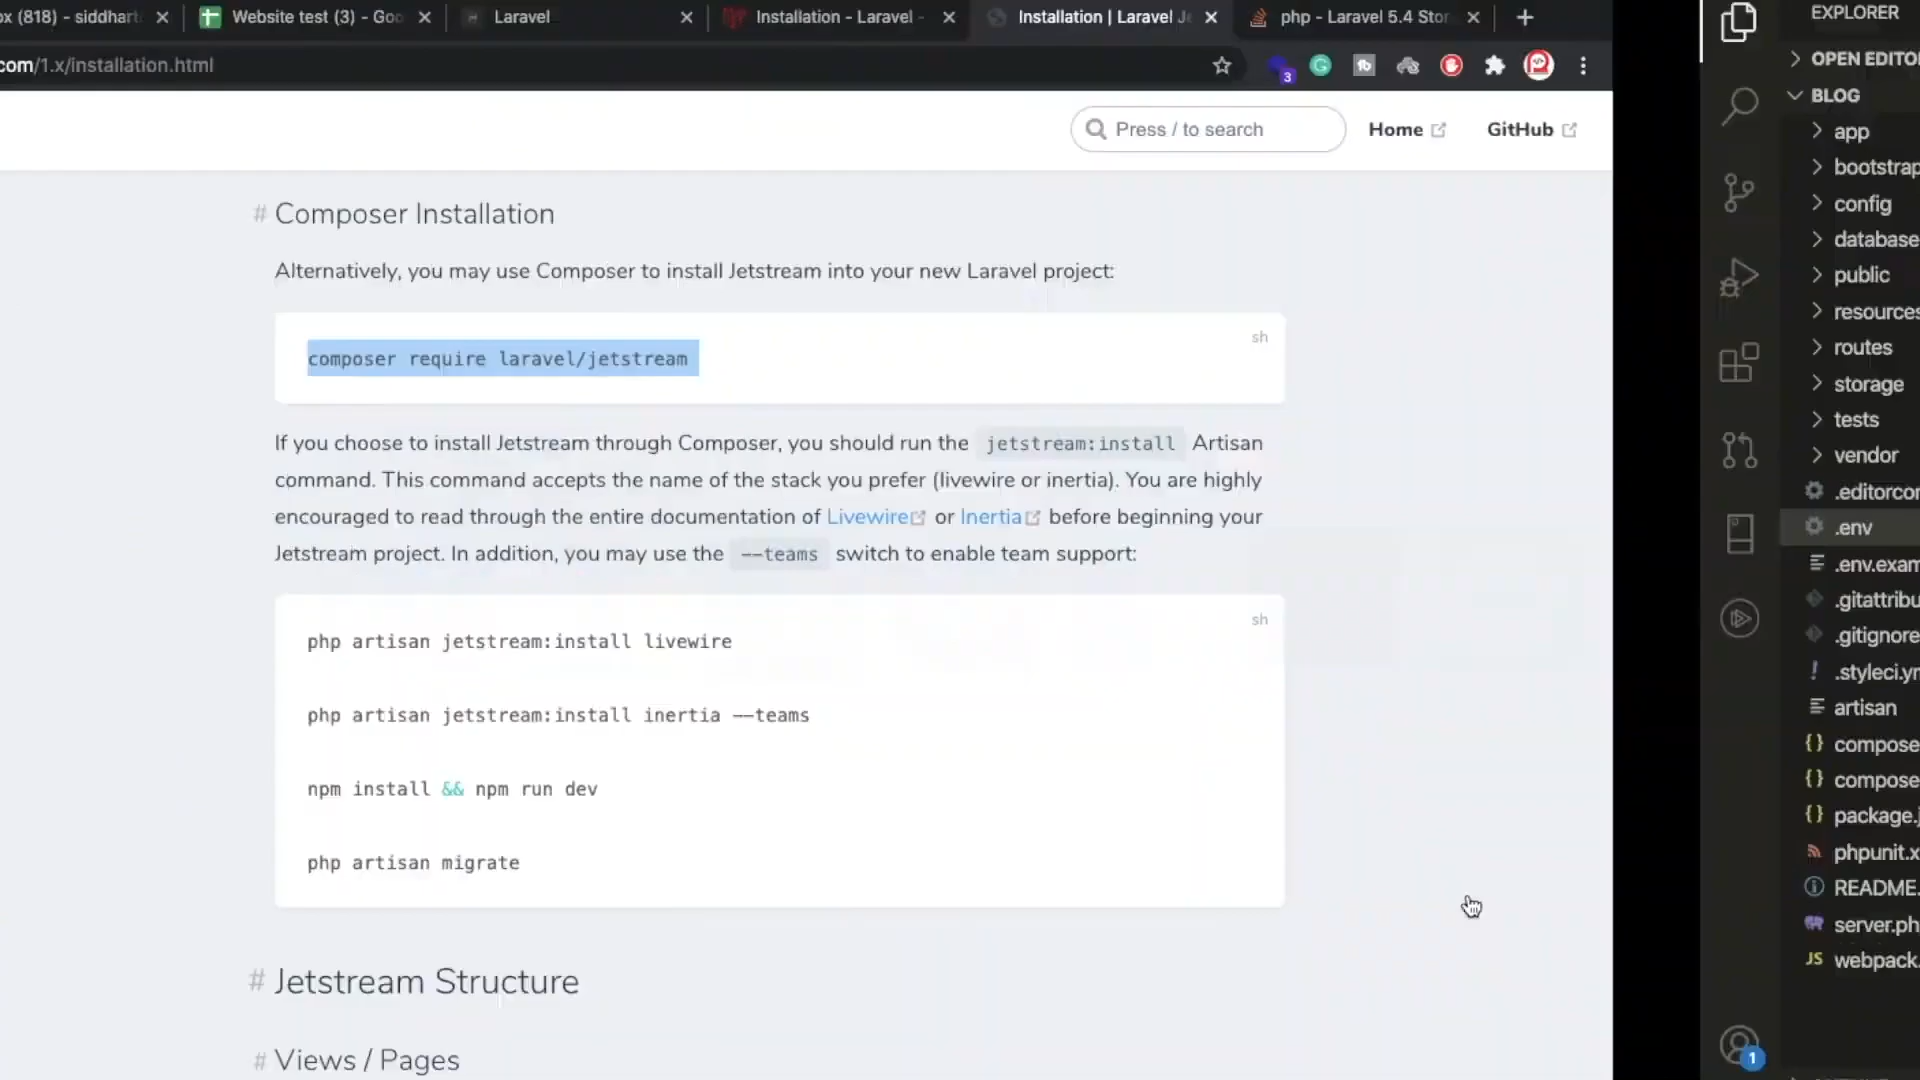 ox (818) - siddhart
Website test (3) - Goo
Laravel
Installation - Laravel -
Installation | Laravel Je
php - Laravel 5.4 Stor
com/1.x/installation.html
3
Press / to search
Home
GitHub
# Composer Installation
Alternatively, you may use Composer to install Jetstream into your new Laravel project:
sh
composer require laravel/jetstream
If you choose to install Jetstream through Composer, you should run the jetstream:install Artisan
command. This command accepts the name of the stack you prefer (livewire or inertia). You are highly
encouraged to read through the entire documentation of Livewire or Inertia before beginning your
Jetstream project. In addition, you may use the --teams switch to enable team support:
sh
php artisan jetstream:install livewire
php artisan jetstream:install inertia --teams
npm install && npm run dev
php artisan migrate
# Jetstream Structure
# Views / Pages
EXPLORER
OPEN EDITO
BLOG
app
bootstrap
config
database
public
resources
routes
storage
tests
vendor
.editorcon
.env
.env.exam
.gitattribu
.gitignore
! .styleci.ym
artisan
{} compose
{} compose
{} package.j
phpunit.x
README.
server.ph
JS webpack.
1